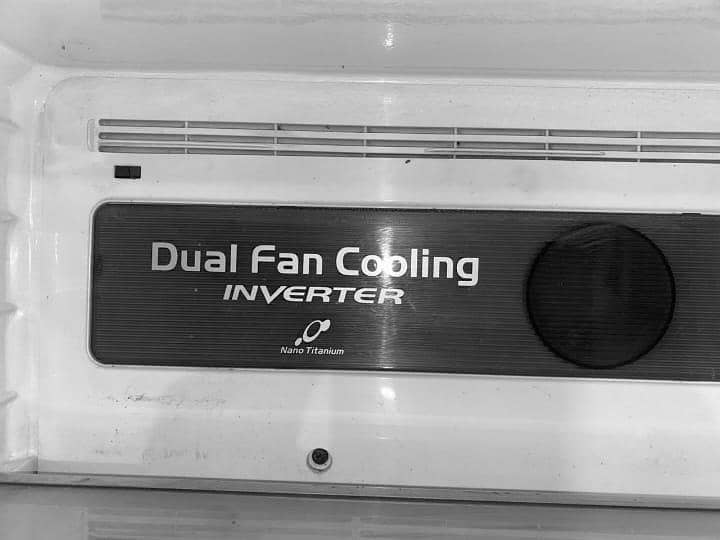 Dual Fan Cooling
INVERTER
Nano Titanium